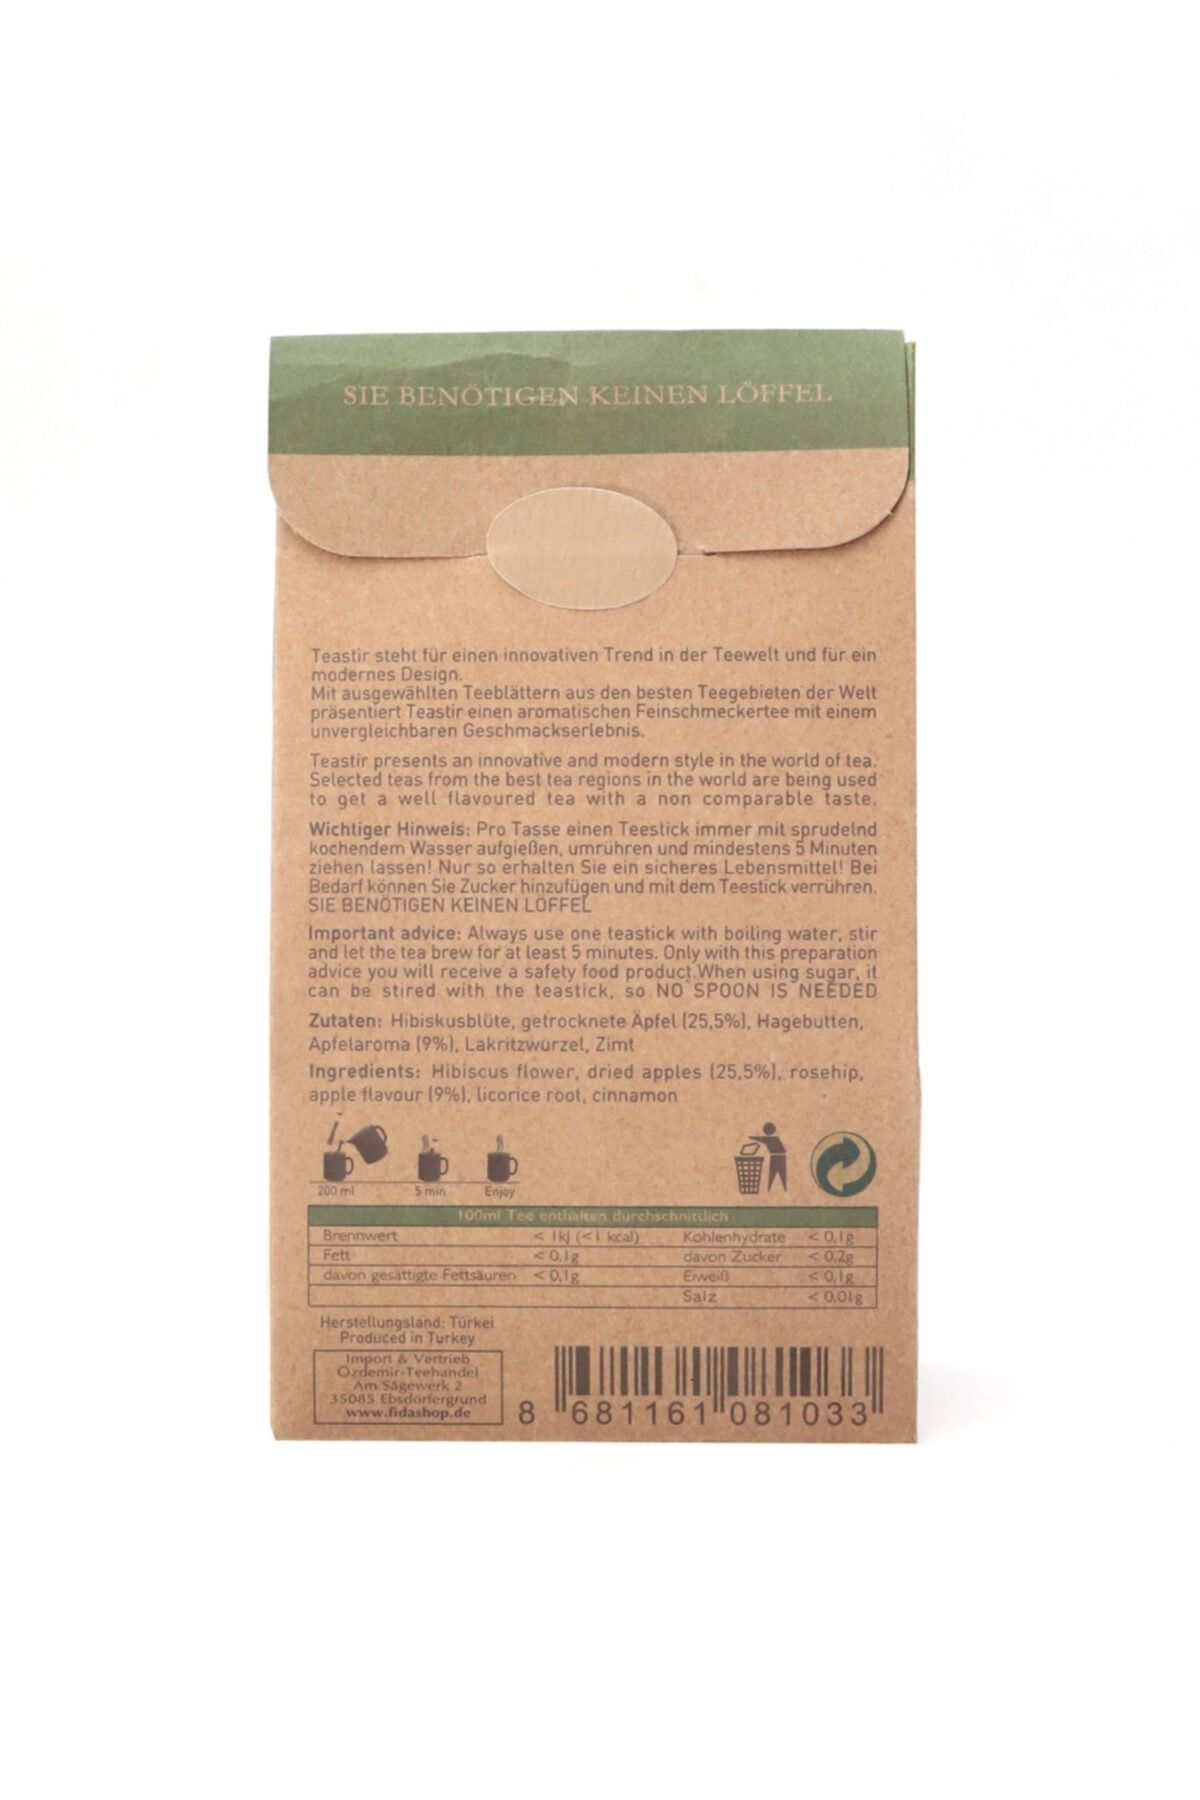 SIE BENÖTIGEN KEINEN LÖFFEL
Teastir steht für einen innovativen Trend in der Teewelt und für ein
modernes Design.
Mit ausgewählten Teeblättern aus den besten Teegebieten der Welt
präsentiert Teastir einen aromatischen Feinschmeckertee mit einem
unvergleichbaren Geschmackserlebnis.
Teastir presents an innovative and modern style in the world of tea.
Selected teas from the best tea regions in the world are being used
to get a well flavoured tea with a non comparable taste.
Wichtiger Hinweis: Pro Tasse einen Teestick immer mit sprudelnd
kochendem Wasser aufgießen, umrühren und mindestens 5 Minuten
ziehen lassen! Nur so erhalten Sie ein sicheres Lebensmittel! Bei
Bedarf können Sie Zucker hinzufügen und mit dem Teestick verrühren.
SIE BENÖTIGEN KEINEN LÖFFEL
Important advice: Always use one teastick with boiling water, stir
and let the tea brew for at least 5 minutes. Only with this preparation
advice you will receive a safety food product.When using sugar, it
can be stired with the teastick, so NO SPOON IS NEEDED
Zutaten: Hibiskusblüte, getrocknete Äpfel (25,5%), Hagebutten,
Apfelaroma (9%), Lakritzwurzel, Zimt
Ingredients: Hibiscus flower, dried apples (25,5%), rosehip,
apple flavour (9%), licorice root, cinnamon
200 ml 5 min Enjoy
100ml Tee enthalten durchschnittlich
Brennwert < 1kJ (<1 kcal) Kohlenhydrate < 0,1g
Fett < 0,1g davon Zucker < 0,2g
davon gesättigte Fettsäuren < 0,1g Eiweiß < 0,1g
Salz < 0,01g
Herstellungsland: Türkei
Produced in Turkey
Import & Vertrieb
Özdemir-Teehandel
Am Sägewerk 2
35085 Ebsdorfergrund
www.fidashop.de
8 681161 081033